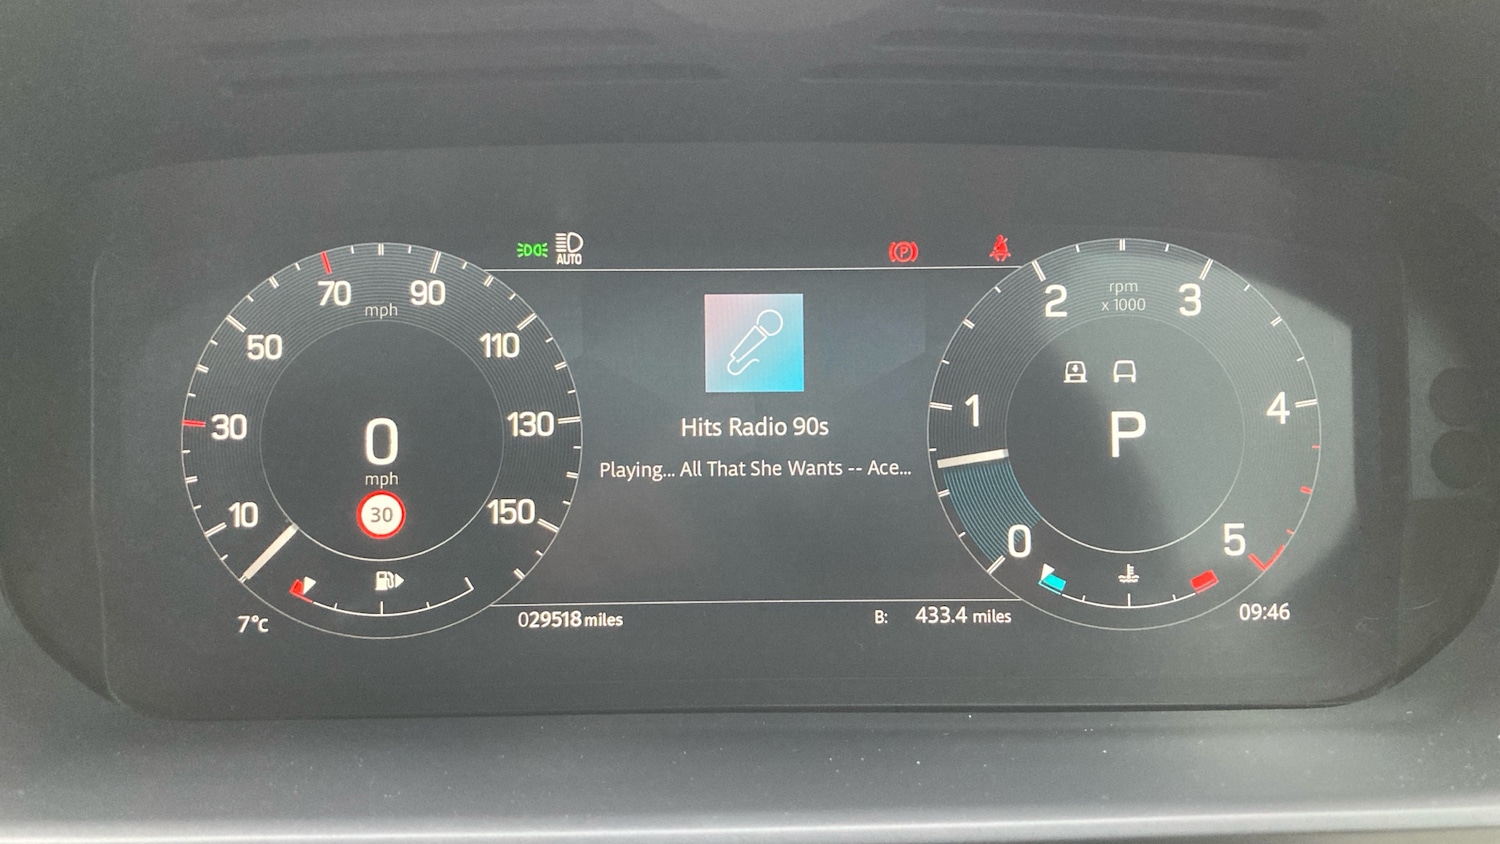 AUTO
P
70
90
mph
50
110
30
130
0
mph
30
10
150
7°c
029518 miles
Hits Radio 90s
Playing... All That She Wants -- Ace...
2
3
rpm
x 1000
1
4
P
0
5
B: 433.4 miles
09:46